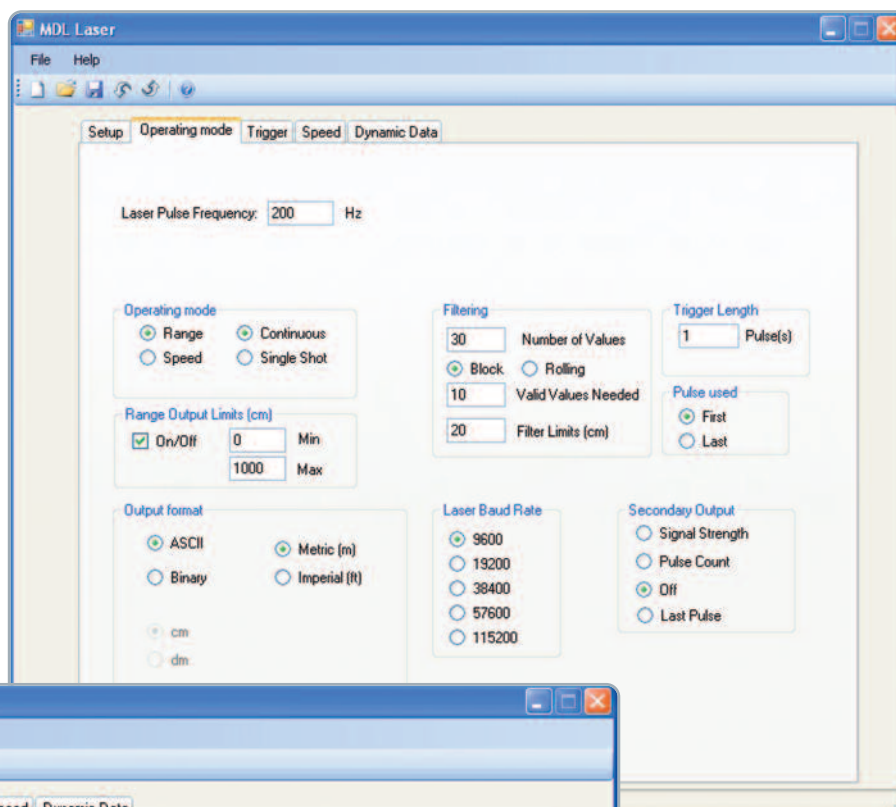 MDL Laser
File Help
Setup Operating mode Trigger Speed Dynamic Data
Laser Pulse Frequency: 200 Hz
Operating mode
Range Continuous
Speed Single Shot
Range Output Limits (cm)
On/Off 0 Min
1000 Max
Filtering
30 Number of Values
Block Rolling
10 Valid Values Needed
20 Filter Limits (cm)
Trigger Length
1 Pulse(s)
Pulse used
First
Last
Output format
ASCII Metric (m)
Binary Imperial (ft)
cm
dm
Laser Baud Rate
9600
19200
38400
57600
115200
Secondary Output
Signal Strength
Pulse Count
Off
Last Pulse
Dynamic Data